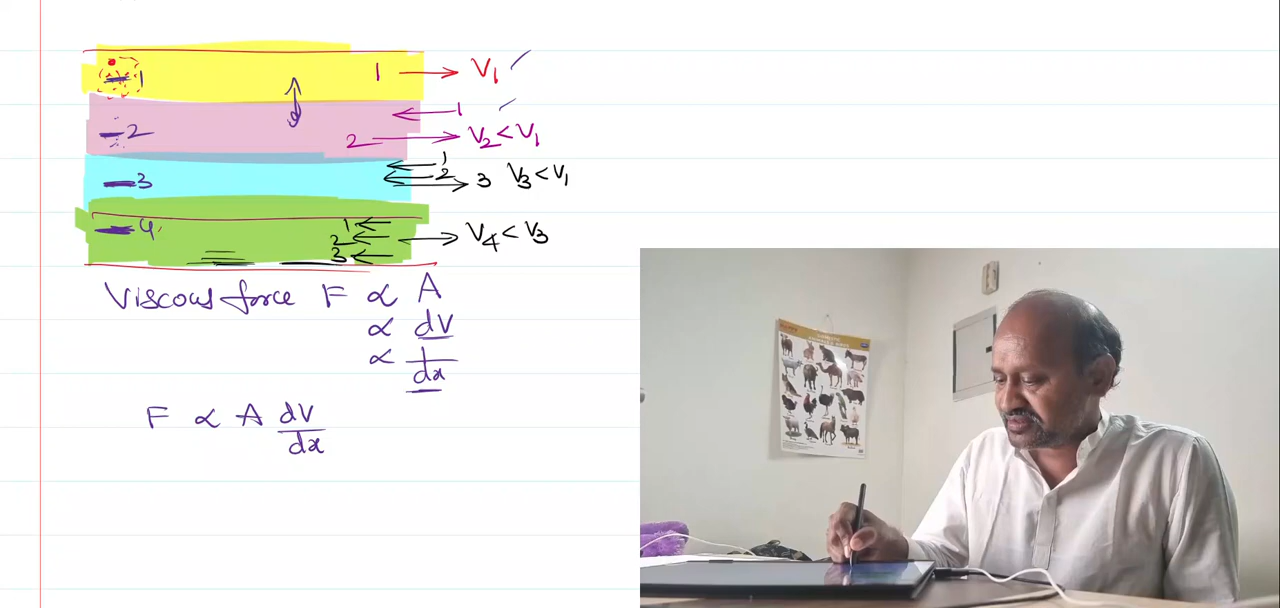 1 1 → V1
← 1
2 2 → V2 < V1
← 1
← 2
3 → 3 V3 < V1
4 1 ←
2 ← → V4 < V3
3 ←
Viscous force F ∝ A
∝ dv
∝ 1/dx
F ∝ A dv/dx